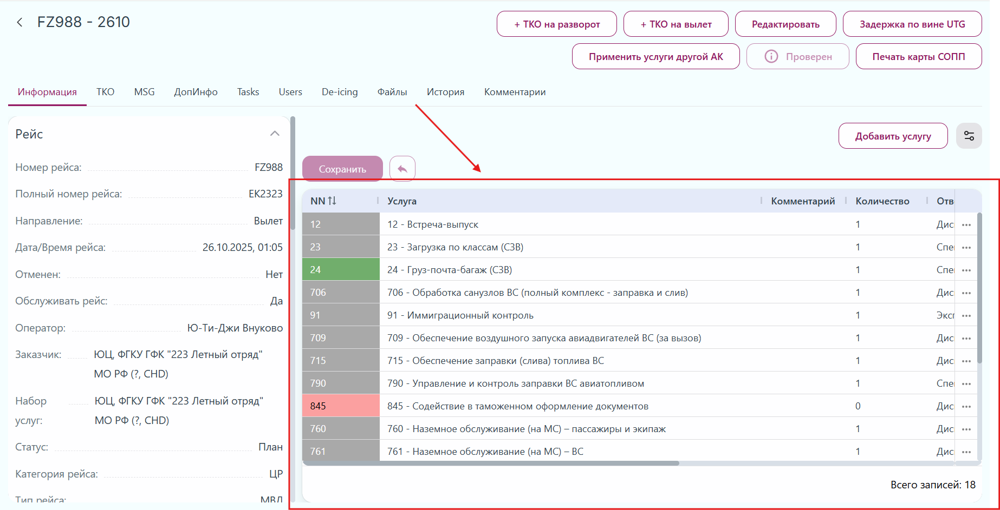 FZ988 - 2610
+ ТКО на разворот
+ ТКО на вылет
Редактировать
Задержка по вине UTG
Применить услуги другой АК
Проверен
Печать карты СОПП
Информация
ТКО
MSG
ДопИнфо
Tasks
Users
De-icing
Файлы
История
Комментарии
Рейс
Номер рейса: FZ988
Полный номер рейса: EK2323
Направление: Вылет
Дата/Время рейса: 26.10.2025, 01:05
Отменен: Нет
Обслуживать рейс: Да
Оператор: Ю-Ти-Джи Внуково
Заказчик: ЮЦ, ФГКУ ГФК "223 Летный отряд"
МО РФ (?, CHD)
Набор услуг: ЮЦ, ФГКУ ГФК "223 Летный отряд"
МО РФ (?, CHD)
Статус: План
Категория рейса: ЦР
Тип рейса: МВЛ
Добавить услугу
Сохранить
NN Услуга Комментарий Количество Отв
12 12 - Встреча-выпуск 1 Дис
23 23 - Загрузка по классам (СЗВ) 1 Спе
24 24 - Груз-почта-багаж (СЗВ) 1 Спе
706 706 - Обработка санузлов ВС (полный комплекс - заправка и слив) 1 Дис
91 91 - Иммиграционный контроль 1 Эксп
709 709 - Обеспечение воздушного запуска авиадвигателей ВС (за вызов) 1 Дис
715 715 - Обеспечение заправки (слива) топлива ВС 1 Дис
790 790 - Управление и контроль заправки ВС авиатопливом 1 Спе
845 845 - Содействие в таможенном оформление документов 0 Дис
760 760 - Наземное обслуживание (на МС) – пассажиры и экипаж 1 Дис
761 761 - Наземное обслуживание (на МС) – ВС 1 Дис
Всего записей: 18